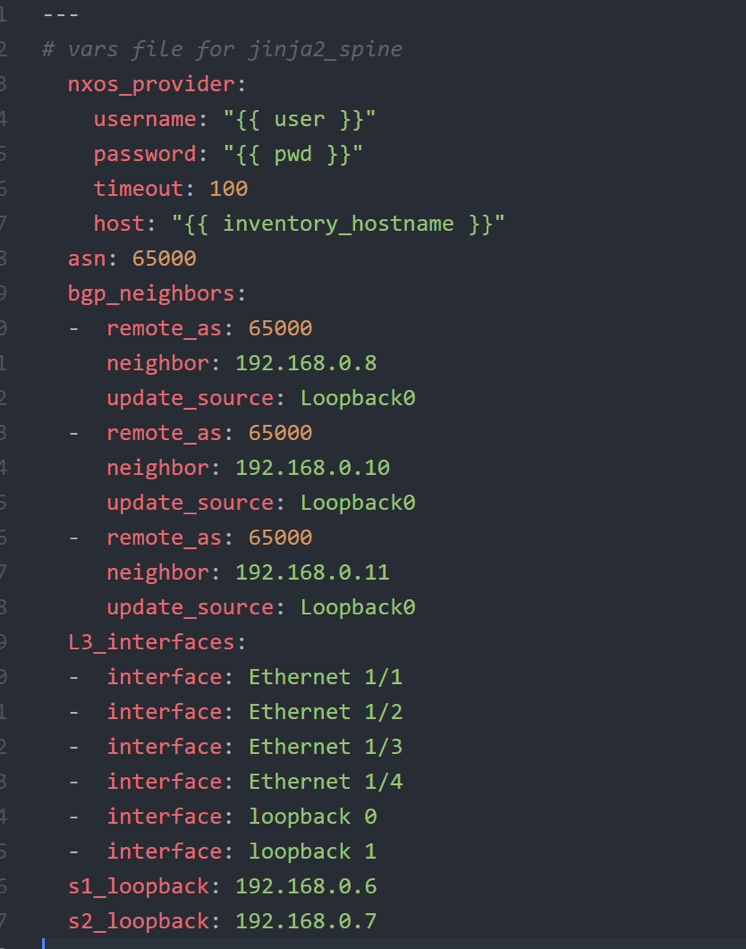 1 ---
2 # vars file for jinja2_spine
3   nxos_provider:
4     username: "{{ user }}"
5     password: "{{ pwd }}"
6     timeout: 100
7     host: "{{ inventory_hostname }}"
8   asn: 65000
9   bgp_neighbors:
0   -  remote_as: 65000
1      neighbor: 192.168.0.8
2      update_source: Loopback0
3   -  remote_as: 65000
4      neighbor: 192.168.0.10
5      update_source: Loopback0
6   -  remote_as: 65000
7      neighbor: 192.168.0.11
8      update_source: Loopback0
9   L3_interfaces:
0   -  interface: Ethernet 1/1
1   -  interface: Ethernet 1/2
2   -  interface: Ethernet 1/3
3   -  interface: Ethernet 1/4
4   -  interface: loopback 0
5   -  interface: loopback 1
6   s1_loopback: 192.168.0.6
7   s2_loopback: 192.168.0.7